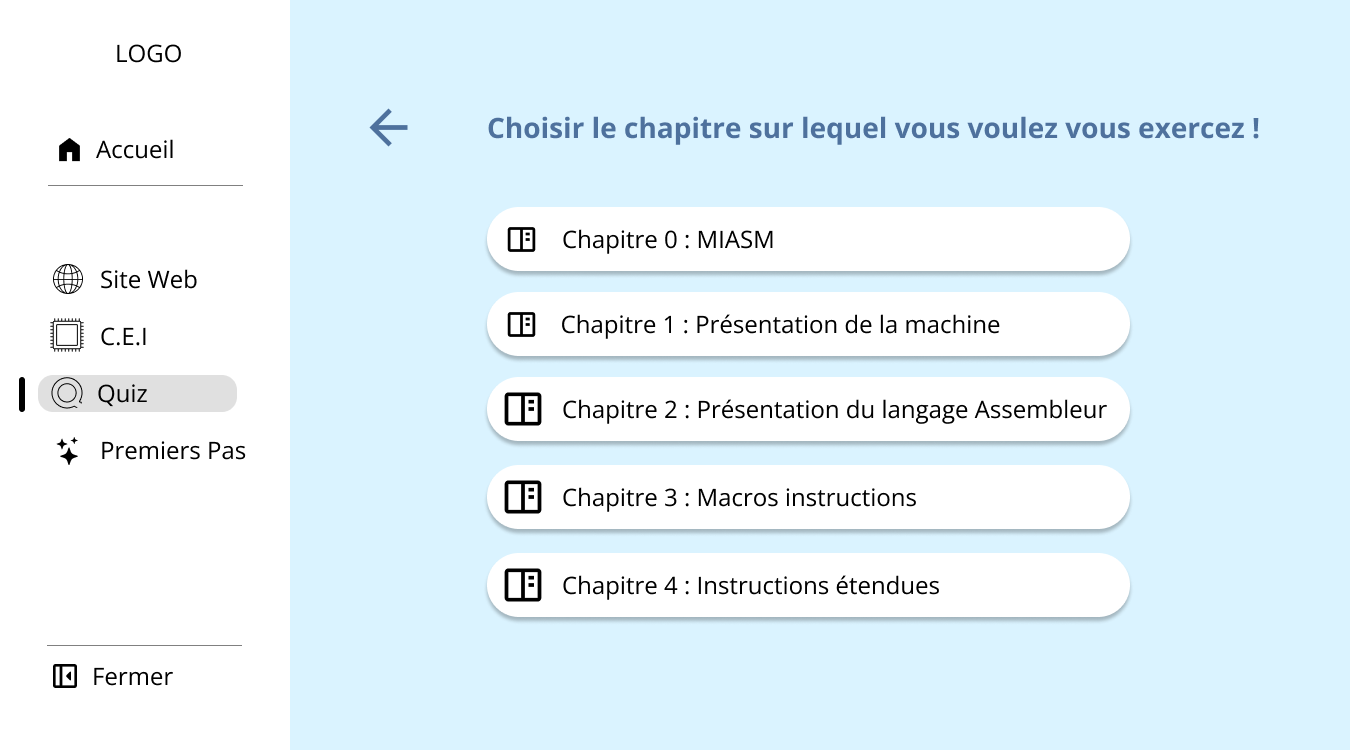 LOGO
Accueil
Site Web
C.E.I
Quiz
Premiers Pas
Fermer
Choisir le chapitre sur lequel vous voulez vous exercez !
Chapitre 0 : MIASM
Chapitre 1 : Présentation de la machine
Chapitre 2 : Présentation du langage Assembleur
Chapitre 3 : Macros instructions
Chapitre 4 : Instructions étendues